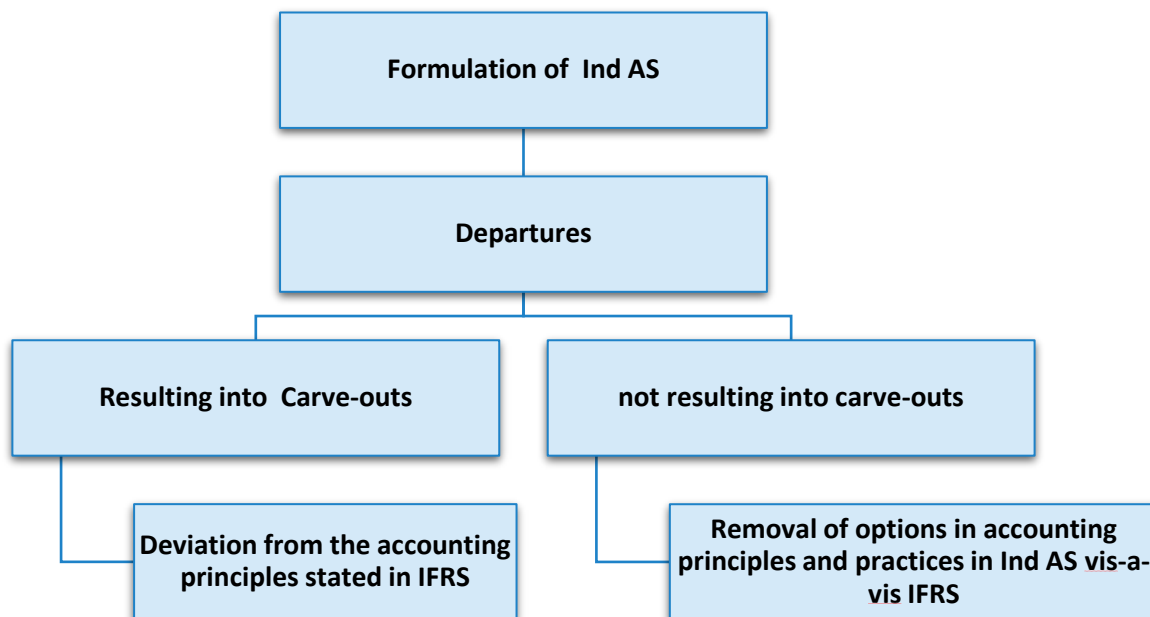 Formulation of Ind AS
Departures
Resulting into Carve-outs
not resulting into carve-outs
Deviation from the accounting
principles stated in IFRS
Removal of options in accounting
principles and practices in Ind AS vis-a-
vis IFRS